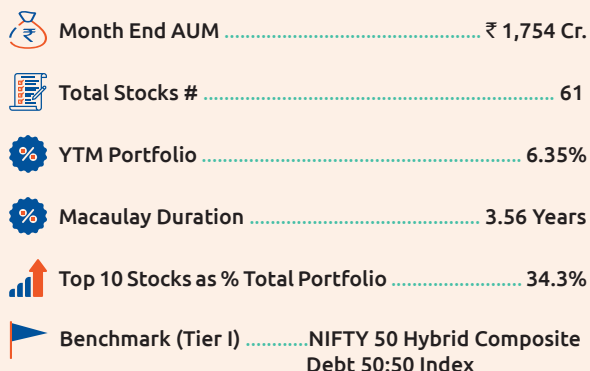 Month End AUM ................................................ ₹ 1,754 Cr.
Total Stocks # ................................................................. 61
YTM Portfolio ........................................................... 6.35%
Macaulay Duration ........................................... 3.56 Years
Top 10 Stocks as % Total Portfolio ........................ 34.3%
Benchmark (Tier I) ............NIFTY 50 Hybrid Composite
Debt 50:50 Index